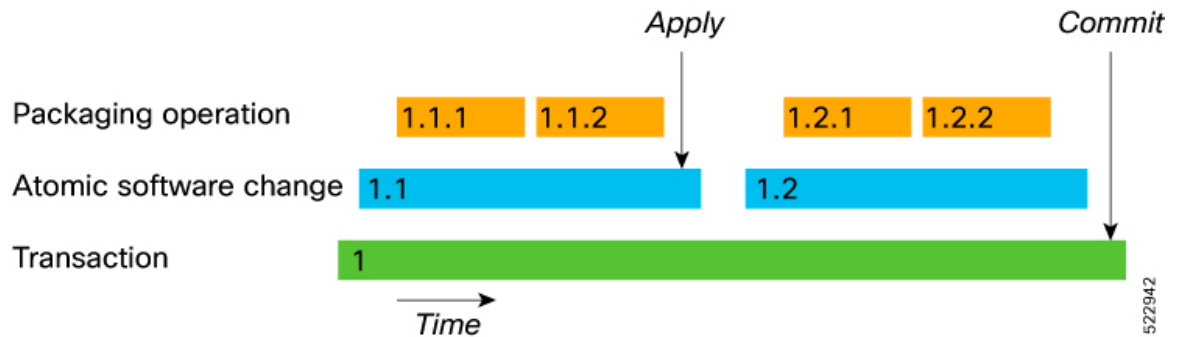 Apply Commit
Packaging operation 1.1.1 1.1.2 1.2.1 1.2.2
Atomic software change 1.1 1.2
Transaction 1
Time
522942